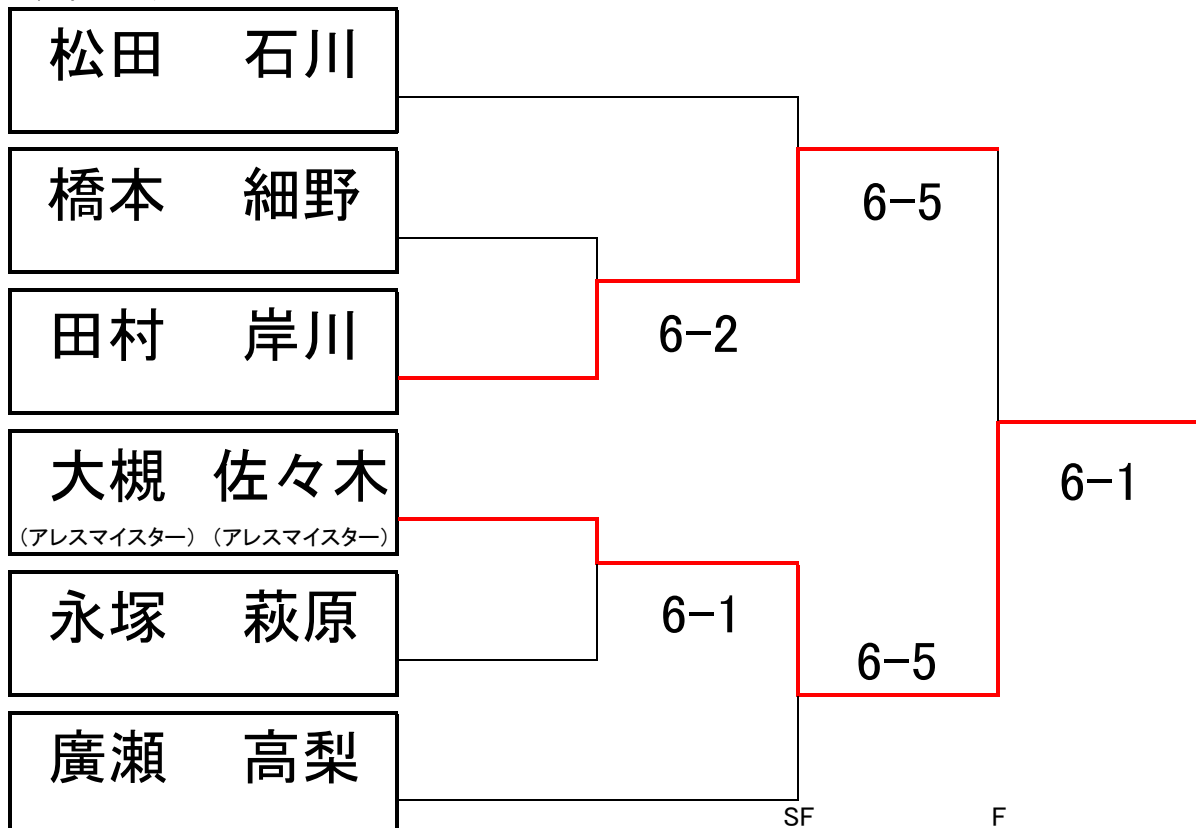 松田 石川
橋本 細野
6-5
田村 岸川
6-2
大槻 佐々木
(アレスマイスター) (アレスマイスター)
6-1
永塚 萩原
6-1
6-5
廣瀬 高梨
SF F